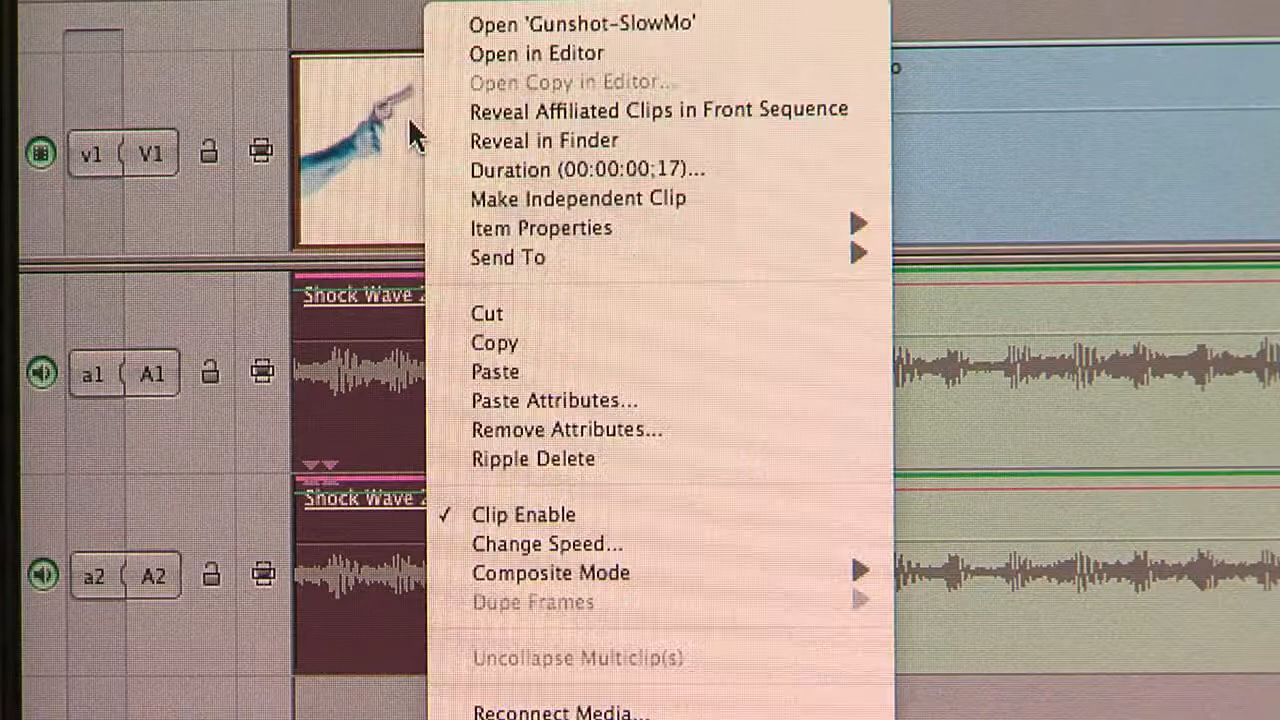 Open 'Gunshot-SlowMo'
Open in Editor
Open Copy in Editor...
Reveal Affiliated Clips in Front Sequence
Reveal in Finder
Duration (00:00:00;17)...
Make Independent Clip
Item Properties
Send To
Cut
Copy
Paste
Paste Attributes...
Remove Attributes...
Ripple Delete
✓ Clip Enable
Change Speed...
Composite Mode
Dupe Frames
Uncollapse Multiclip(s)
Reconnect Media...
v1 V1
Shock Wave
a1 A1
Shock Wave
a2 A2